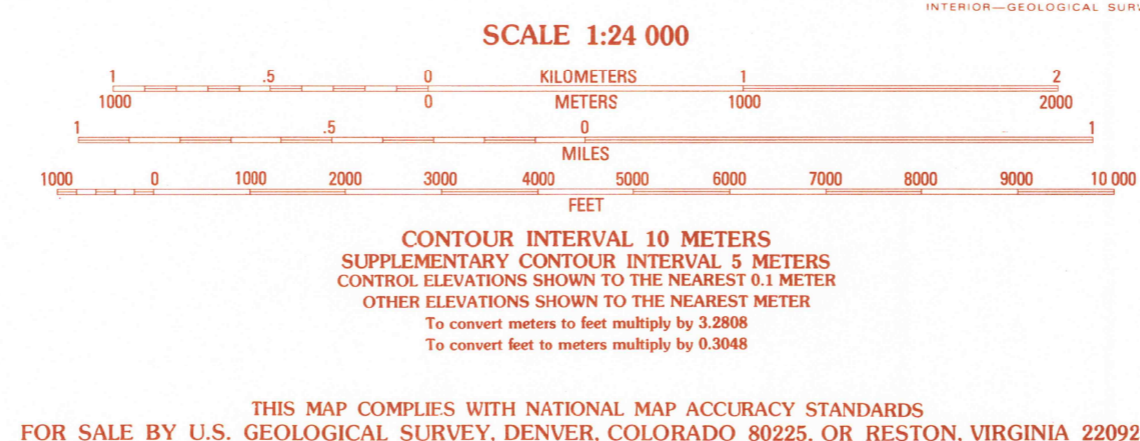 INTERIOR—GEOLOGICAL SURV
SCALE 1:24 000
1 .5 0 KILOMETERS 1 2
1000 0 METERS 1000 2000
1 .5 0 1
MILES
1000 0 1000 2000 3000 4000 5000 6000 7000 8000 9000 10 000
FEET
CONTOUR INTERVAL 10 METERS
SUPPLEMENTARY CONTOUR INTERVAL 5 METERS
CONTROL ELEVATIONS SHOWN TO THE NEAREST 0.1 METER
OTHER ELEVATIONS SHOWN TO THE NEAREST METER
To convert meters to feet multiply by 3.2808
To convert feet to meters multiply by 0.3048
THIS MAP COMPLIES WITH NATIONAL MAP ACCURACY STANDARDS
FOR SALE BY U.S. GEOLOGICAL SURVEY, DENVER, COLORADO 80225, OR RESTON, VIRGINIA 22092